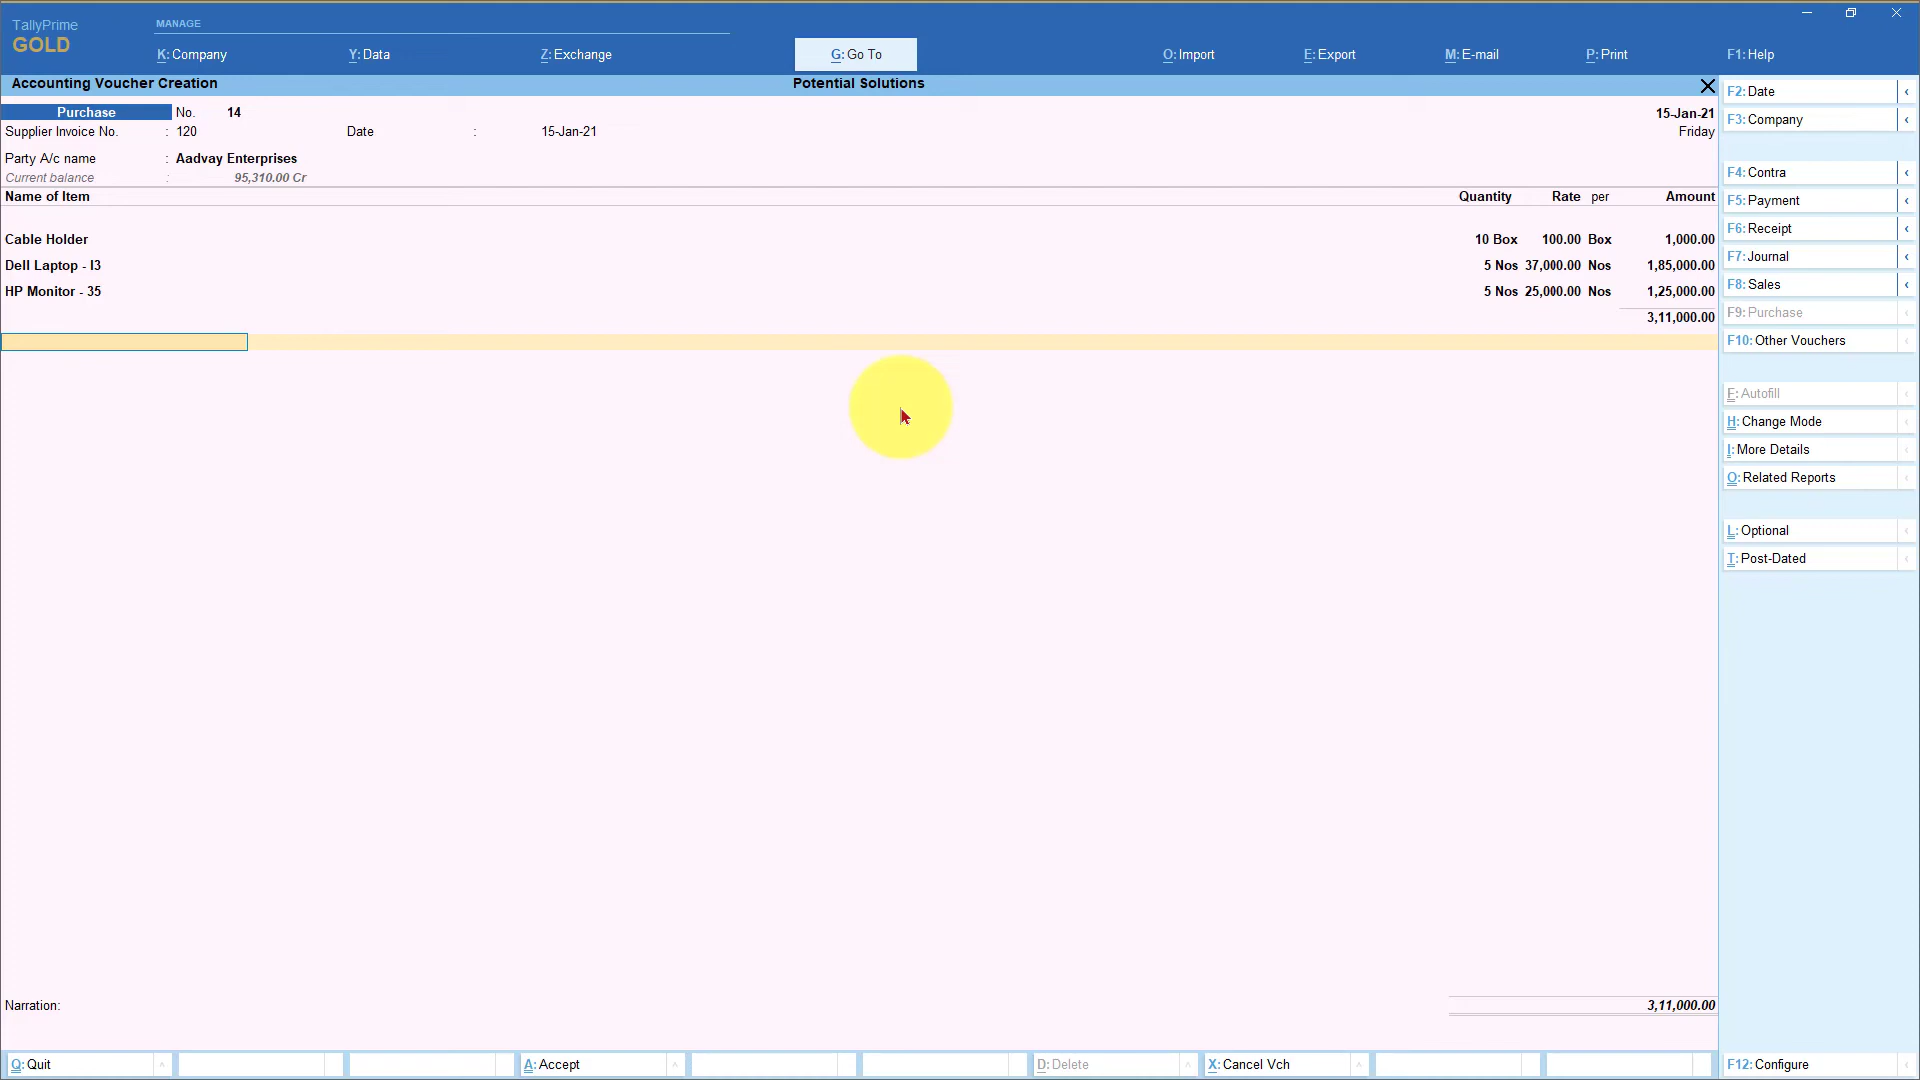 TallyPrime
GOLD
MANAGE
K: Company
Y: Data
Z: Exchange
G: Go To
O: Import
E: Export
M: E-mail
P: Print
F1: Help
Accounting Voucher Creation
Potential Solutions
Purchase No. 14
15-Jan-21
Supplier Invoice No. : 120 Date : 15-Jan-21
Friday
Party A/c name : Aadvay Enterprises
Current balance : 95,310.00 Cr
Name of Item Quantity Rate per Amount
Cable Holder 10 Box 100.00 Box 1,000.00
Dell Laptop - I3 5 Nos 37,000.00 Nos 1,85,000.00
HP Monitor - 35 5 Nos 25,000.00 Nos 1,25,000.00
3,11,000.00
Narration: 3,11,000.00
F2: Date
F3: Company
F4: Contra
F5: Payment
F6: Receipt
F7: Journal
F8: Sales
F9: Purchase
F10: Other Vouchers
F: Autofill
H: Change Mode
I: More Details
O: Related Reports
L: Optional
T: Post-Dated
Q: Quit
A: Accept
D: Delete
X: Cancel Vch
F12: Configure